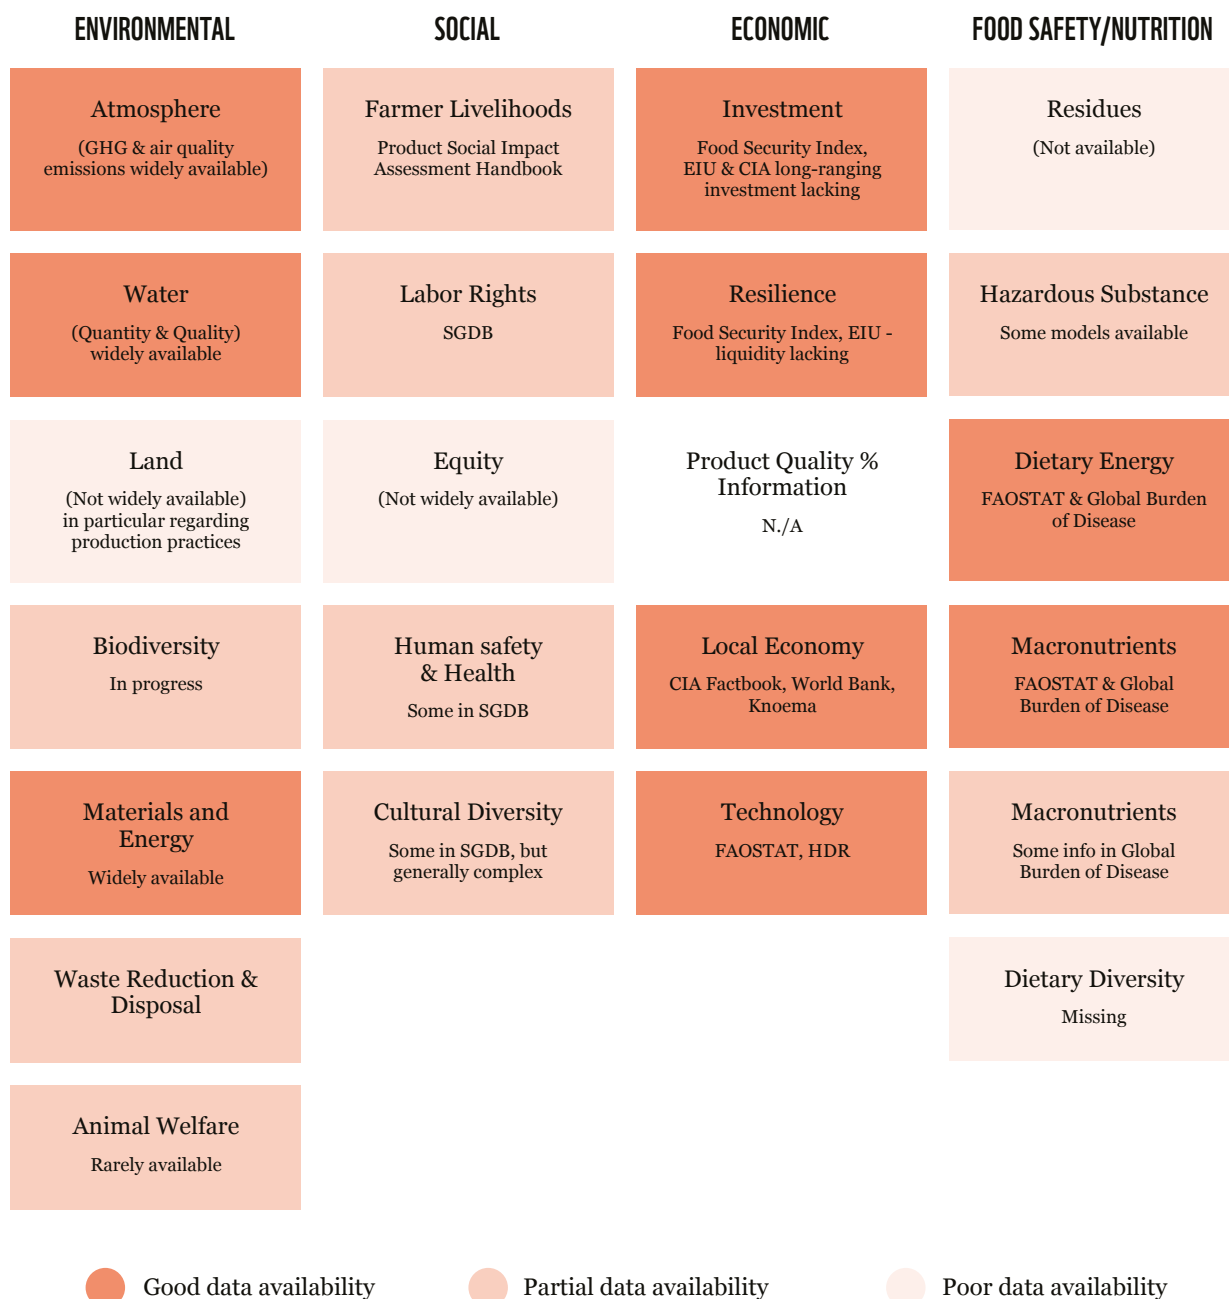 ENVIRONMENTAL
Atmosphere
(GHG & air quality
emissions widely available)
Water
(Quantity & Quality)
widely available
Land
(Not widely available)
in particular regarding
production practices
Biodiversity
In progress
Materials and
Energy
Widely available
Waste Reduction &
Disposal
Animal Welfare
Rarely available
SOCIAL
Farmer Livelihoods
Product Social Impact
Assessment Handbook
Labor Rights
SGDB
Equity
(Not widely available)
Human safety
& Health
Some in SGDB
Cultural Diversity
Some in SGDB, but
generally complex
ECONOMIC
Investment
Food Security Index,
EIU & CIA long-ranging
investment lacking
Resilience
Food Security Index, EIU -
liquidity lacking
Product Quality %
Information
N./A
Local Economy
CIA Factbook, World Bank,
Knoema
Technology
FAOSTAT, HDR
FOOD SAFETY/NUTRITION
Residues
(Not available)
Hazardous Substance
Some models available
Dietary Energy
FAOSTAT & Global Burden
of Disease
Macronutrients
FAOSTAT & Global
Burden of Disease
Macronutrients
Some info in Global
Burden of Disease
Dietary Diversity
Missing
Good data availability
Partial data availability
Poor data availability